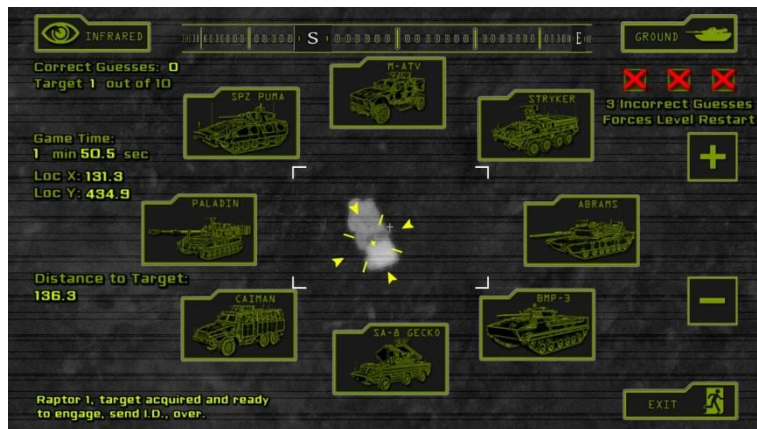 INFRARED
S
E
GROUND
Correct Guesses: 0
Target 1 out of 10
M-ATV
SPZ PUMA
STRYKER
3 Incorrect Guesses
Forces Level Restart
Game Time:
1 min 50.5 sec
Loc X: 131.3
Loc Y: 434.9
PALADIN
ABRAMS
Distance to Target:
136.3
CAIMAN
BMP-3
SA-8 GECKO
Raptor 1, target acquired and ready
to engage, send I.D., over.
EXIT